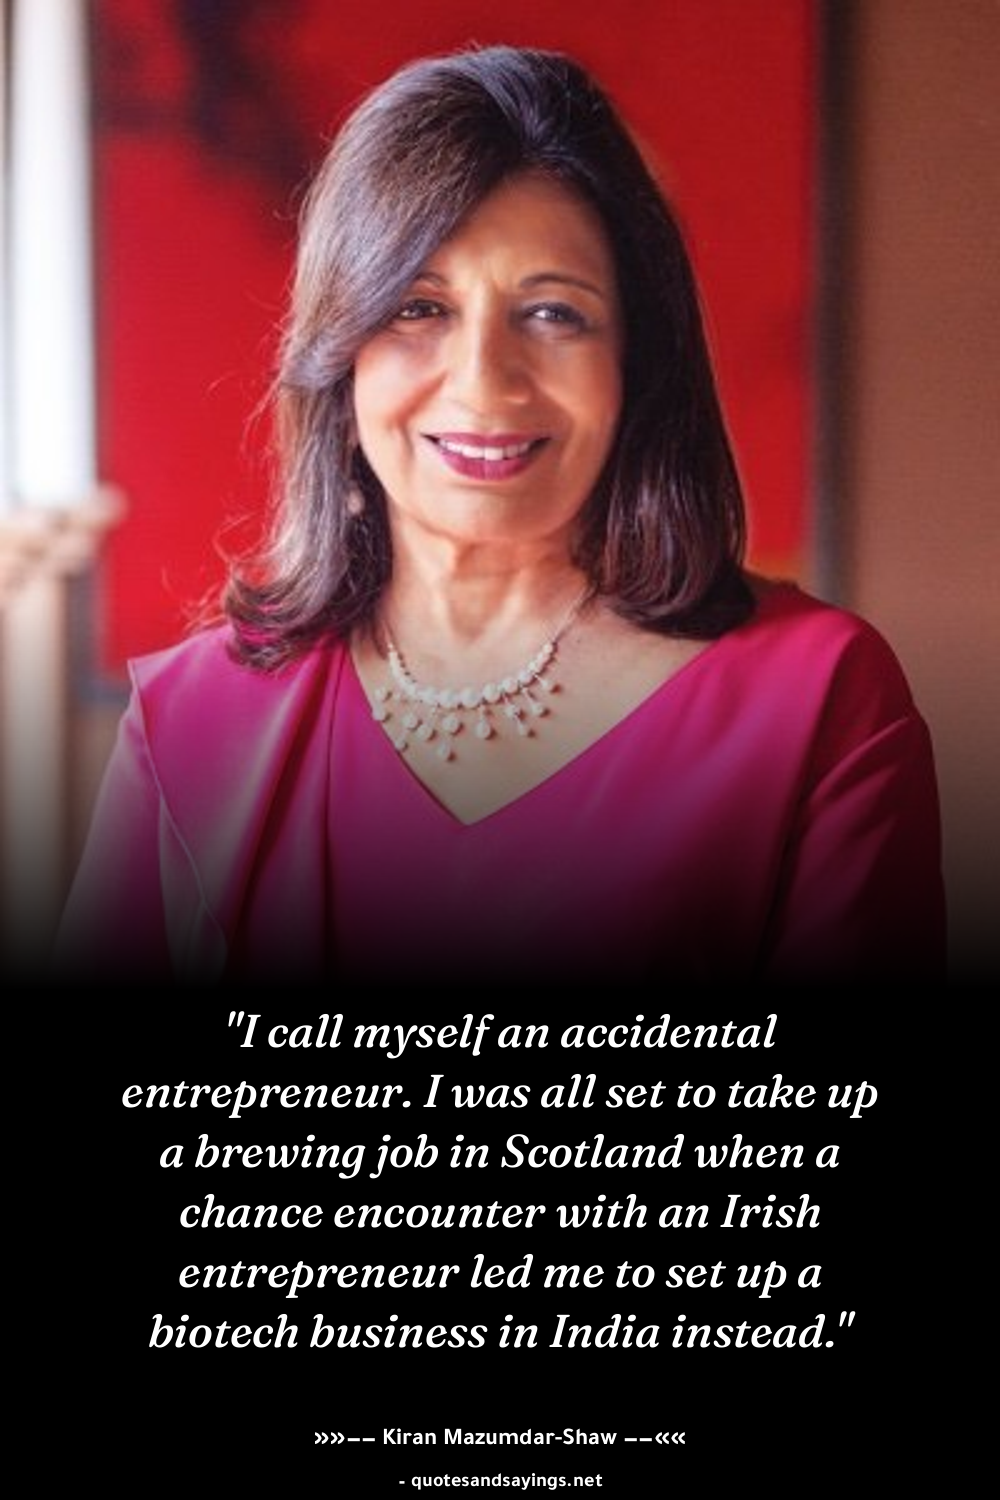 "I call myself an accidental
entrepreneur. I was all set to take up
a brewing job in Scotland when a
chance encounter with an Irish
entrepreneur led me to set up a
biotech business in India instead."
»»–– Kiran Mazumdar-Shaw ––««
- quotesandsayings.net